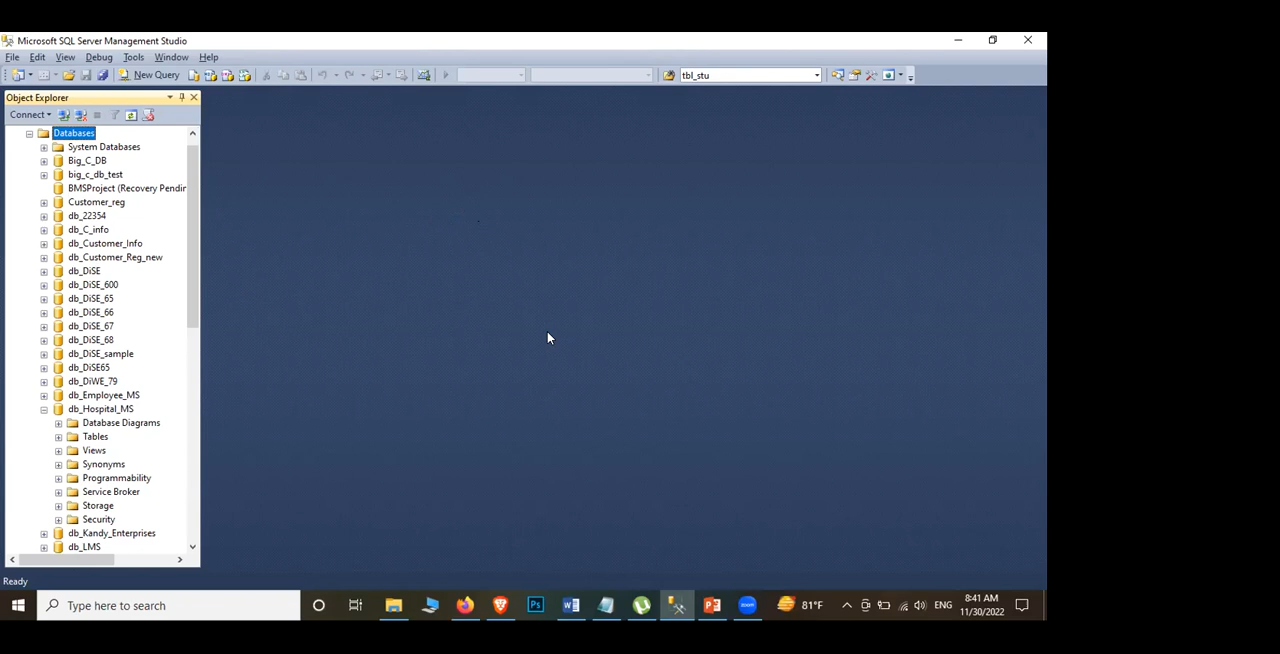 Microsoft SQL Server Management Studio
File Edit View Debug Tools Window Help
New Query tbl_stu
Object Explorer
Connect
Databases
System Databases
Big_C_DB
big_c_db_test
BMSProject (Recovery Pendin
Customer_reg
db_22354
db_C_info
db_Customer_Info
db_Customer_Reg_new
db_DiSE
db_DiSE_600
db_DiSE_65
db_DiSE_66
db_DiSE_67
db_DiSE_68
db_DiSE_sample
db_DiSE65
db_DiWE_79
db_Employee_MS
db_Hospital_MS
Database Diagrams
Tables
Views
Synonyms
Programmability
Service Broker
Storage
Security
db_Kandy_Enterprises
db_LMS
Ready
Type here to search Ps 81°F ENG 8:41 AM
11/30/2022